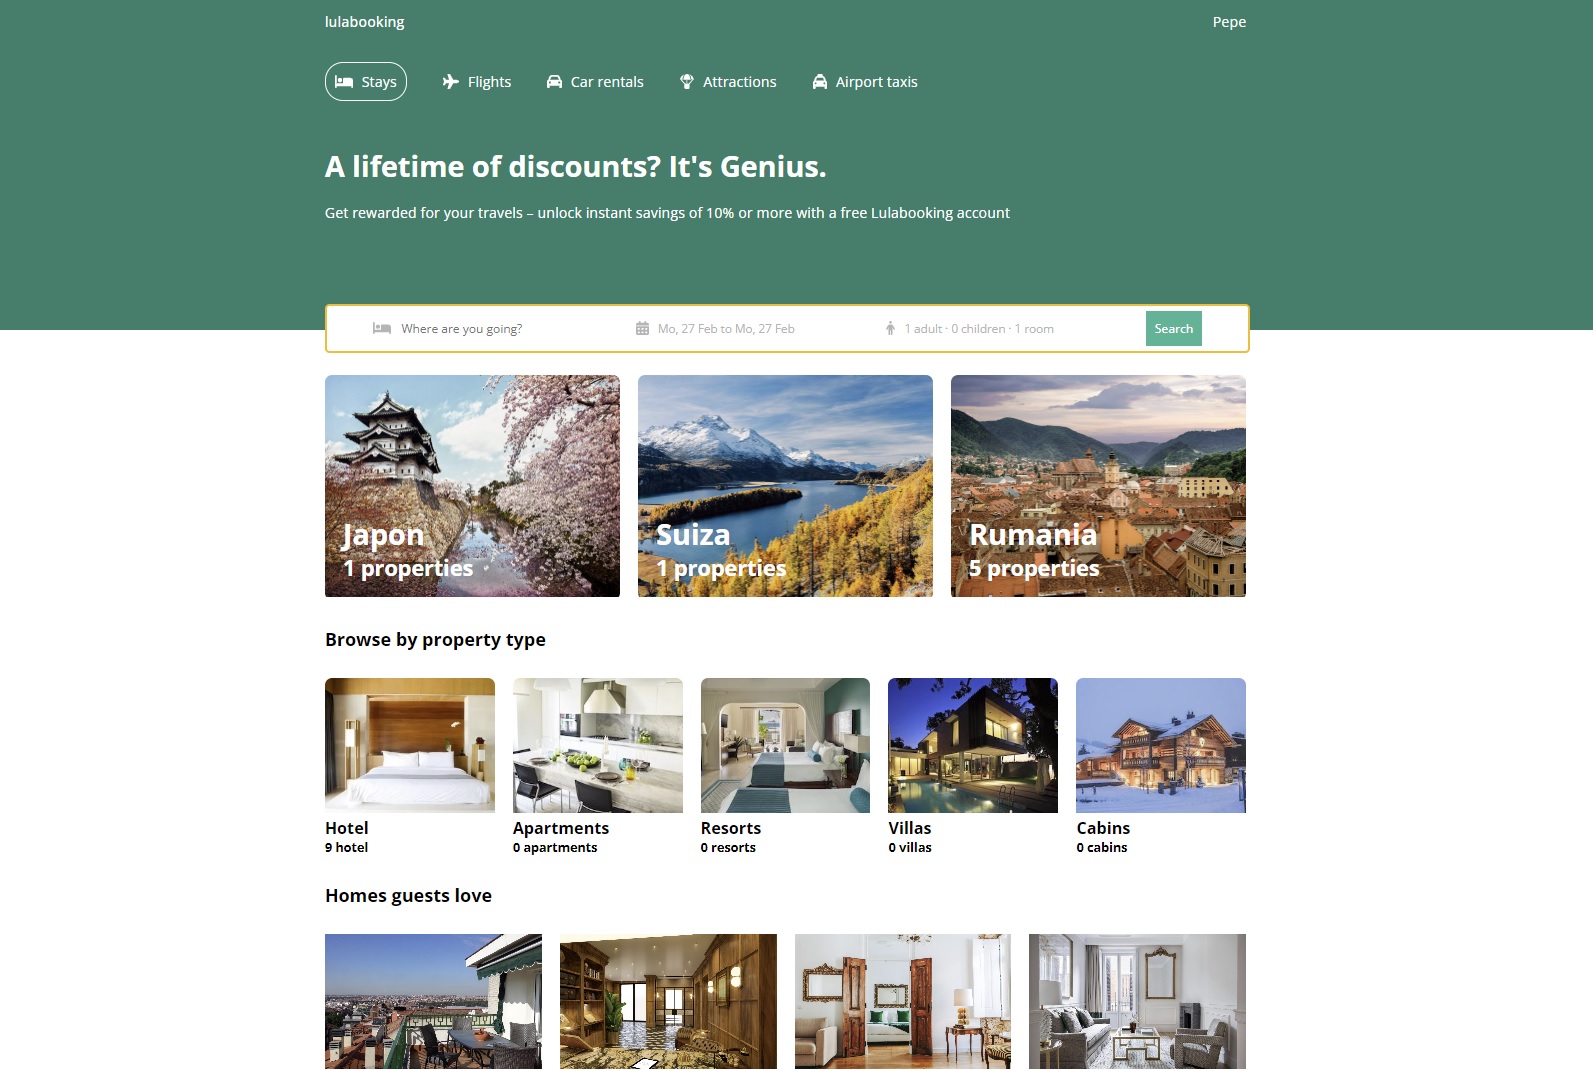 lulabooking
Pepe
Stays
Flights
Car rentals
Attractions
Airport taxis
A lifetime of discounts? It's Genius.
Get rewarded for your travels – unlock instant savings of 10% or more with a free Lulabooking account
Where are you going?
Mo, 27 Feb to Mo, 27 Feb
1 adult · 0 children · 1 room
Search
Japon
1 properties
Suiza
1 properties
Rumania
5 properties
Browse by property type
Hotel
9 hotel
Apartments
0 apartments
Resorts
0 resorts
Villas
0 villas
Cabins
0 cabins
Homes guests love